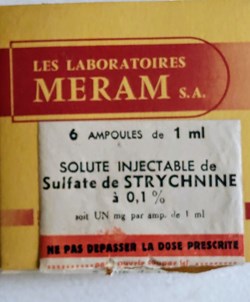 LES LABORATOIRES
MERAM S.A.
6 AMPOULES de 1 ml
SOLUTE INJECTABLE de
Sulfate de STRYCHNINE
à 0,1 %
soit UN mg par amp. de 1 ml
NE PAS DEPASSER LA DOSE PRESCRITE